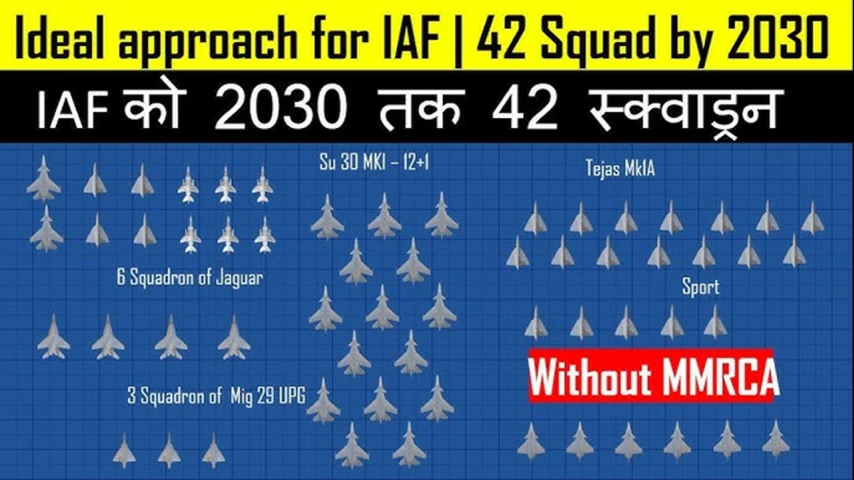 Ideal approach for IAF | 42 Squad by 2030
IAF को 2030 तक 42 स्क्वाड्रन
Su 30 MKI – 12+1
Tejas Mk1A
6 Squadron of Jaguar
Sport
Without MMRCA
3 Squadron of Mig 29 UPG